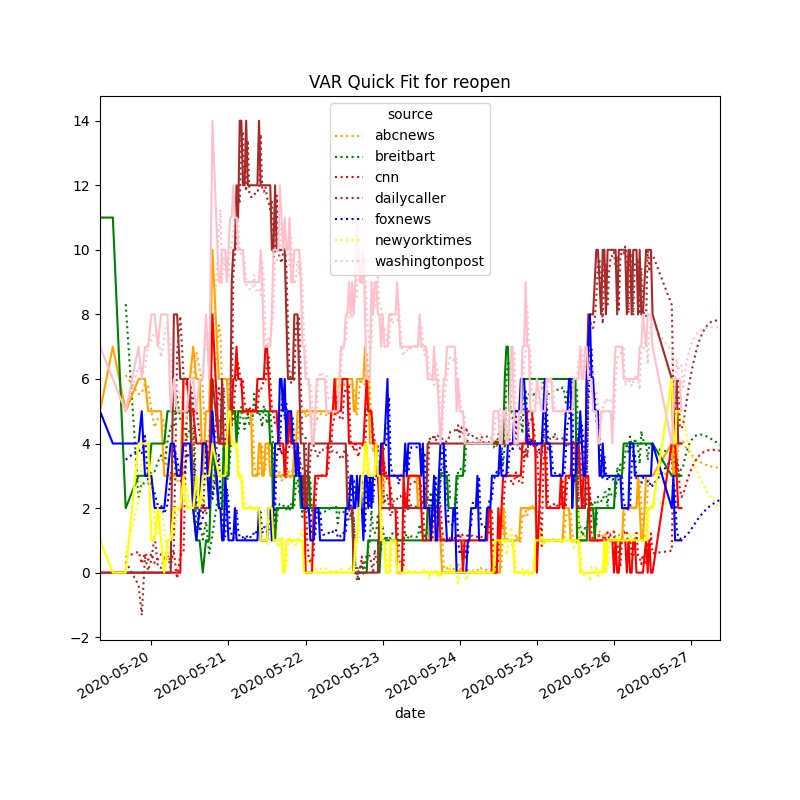 VAR Quick Fit for reopen
source
abcnews
breitbart
cnn
dailycaller
foxnews
newyorktimes
washingtonpost
14
12
10
8
6
4
2
0
−2
2020-05-20
2020-05-21
2020-05-22
2020-05-23
2020-05-24
2020-05-25
2020-05-26
2020-05-27
date